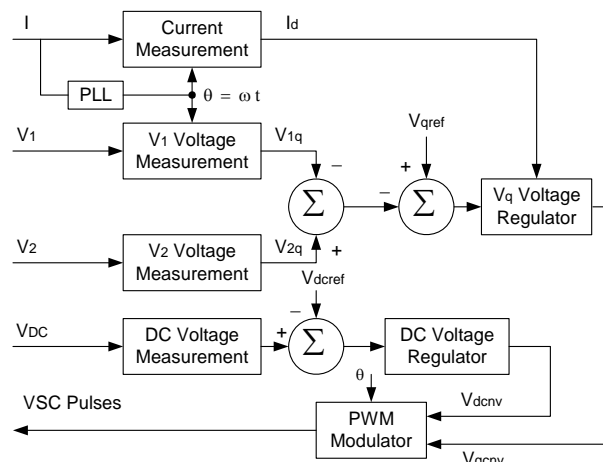 I
Current
Measurement
Id
PLL
θ = ω t
Vqref
V1
V1 Voltage
Measurement
V1q
−
+
−
Σ
Σ
Vq Voltage
Regulator
V2
V2 Voltage
Measurement
V2q
+
Vdcref
−
VDC
DC Voltage
Measurement
+
Σ
DC Voltage
Regulator
θ
VSC Pulses
PWM
Modulator
Vdcnv
Vqcnv